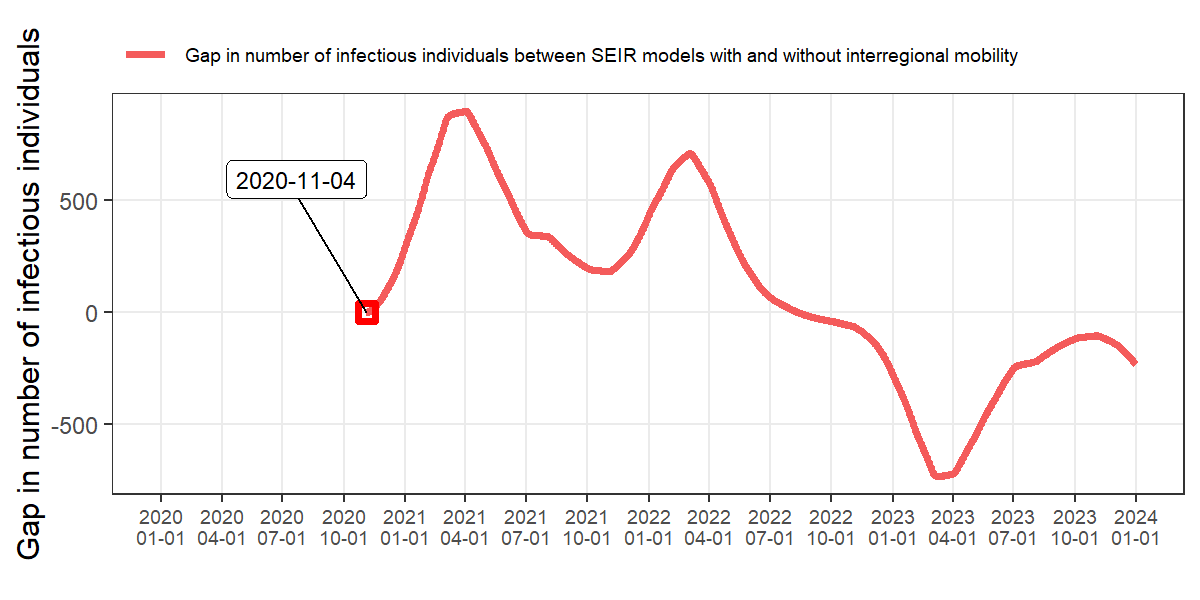 Gap in number of infectious individuals between SEIR models with and without interregional mobility
Gap in number of infectious individuals
2020-11-04
500
0
-500
2020 2020 2020 2020 2021 2021 2021 2021 2022 2022 2022 2022 2023 2023 2023 2023 2024
01-01 04-01 07-01 10-01 01-01 04-01 07-01 10-01 01-01 04-01 07-01 10-01 01-01 04-01 07-01 10-01 01-01